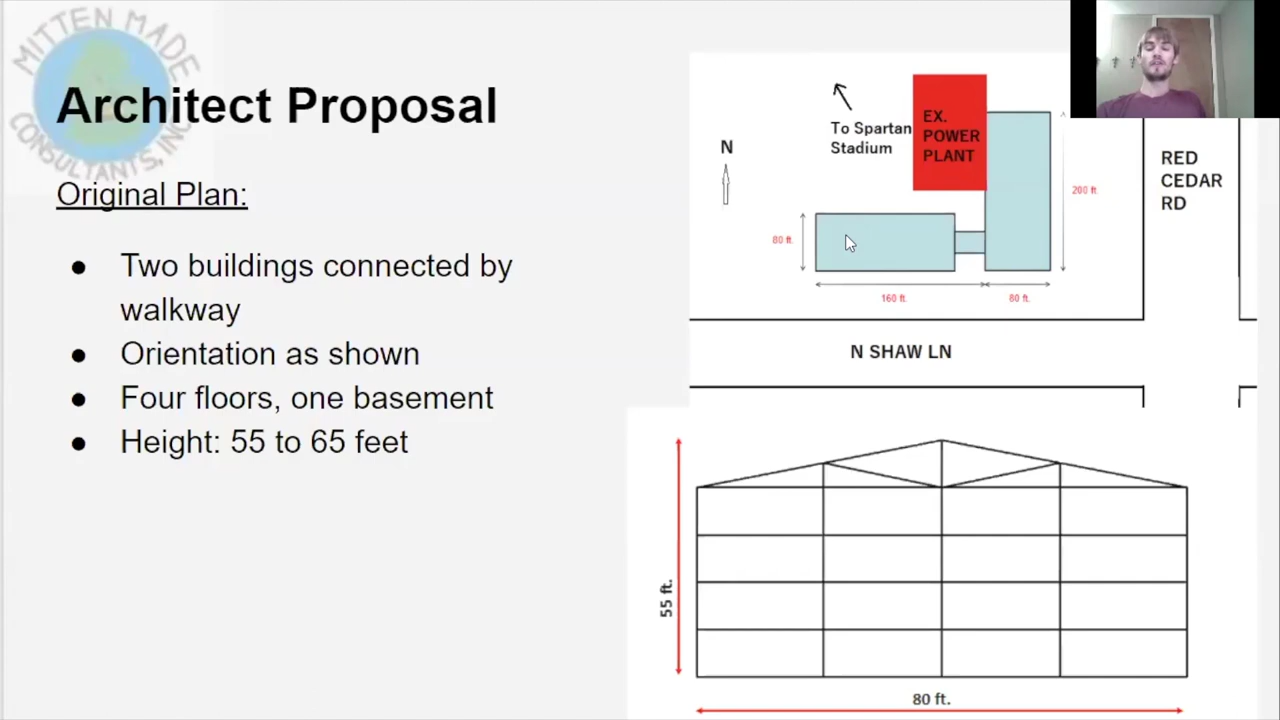 MITTEN MADE
CONSULTANTS, INC.
Architect Proposal
Original Plan:
● Two buildings connected by
walkway
● Orientation as shown
● Four floors, one basement
● Height: 55 to 65 feet
N
To Spartan
Stadium
EX.
POWER
PLANT
RED
CEDAR
RD
200 ft.
80 ft.
160 ft.
80 ft.
N SHAW LN
55 ft.
80 ft.